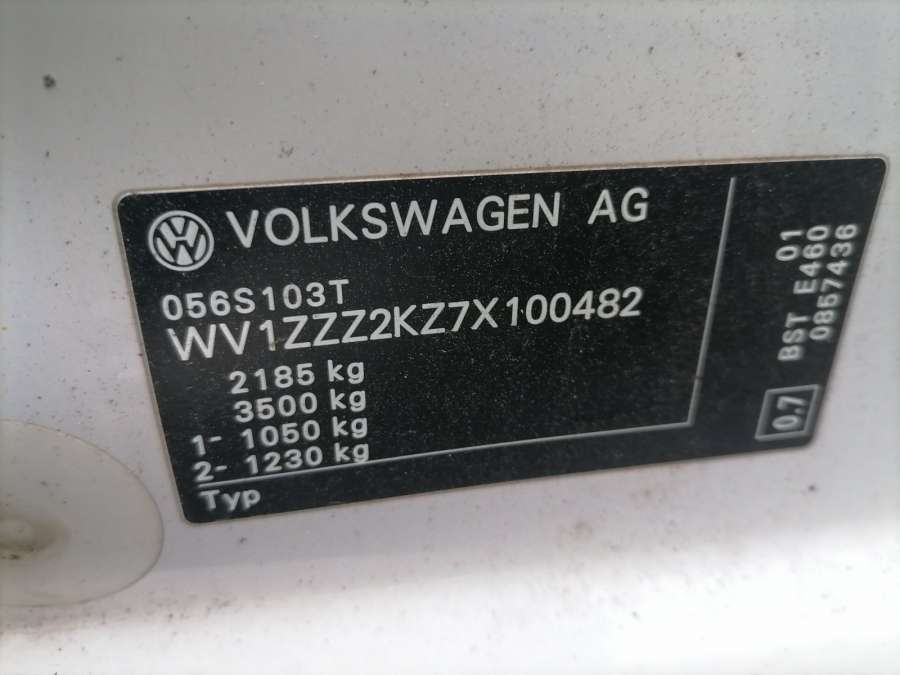 VOLKSWAGEN AG
056S103T
WV1ZZZ2KZ7X100482
2185 kg
3500 kg
1- 1050 kg
2- 1230 kg
Typ
01
BST E460
0857436
0.7